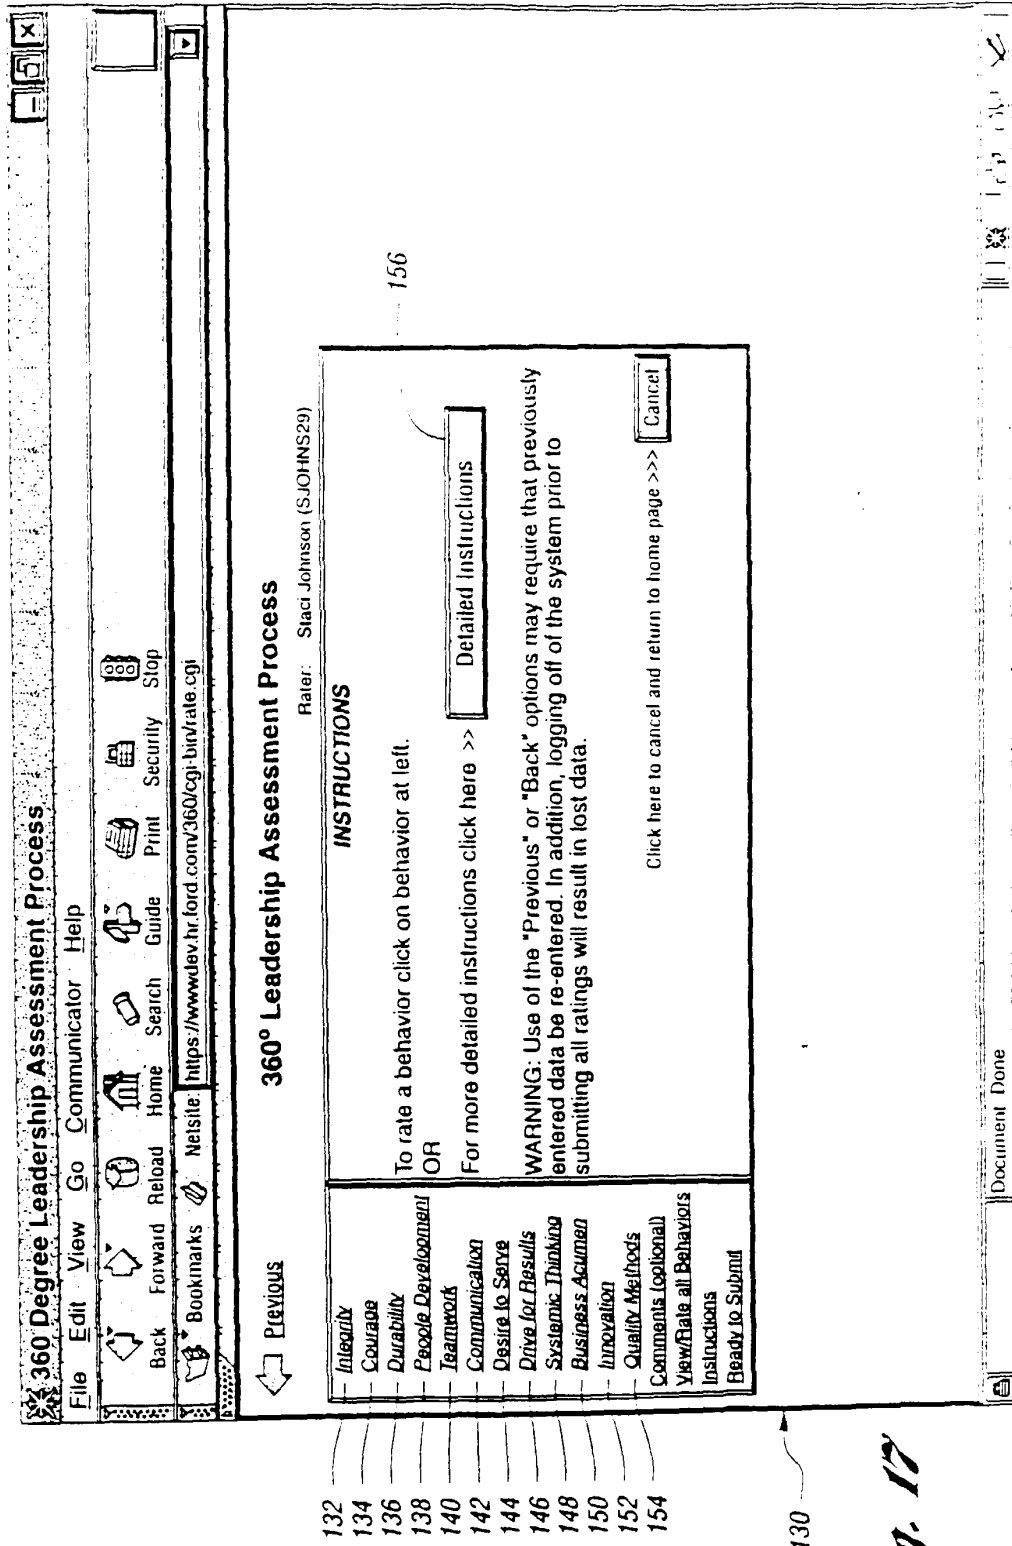 360 Degree Leadership Assessment Process
File Edit View Go Communicator Help
Back Forward Reload Home Search Guide Print Security Stop
Bookmarks Netsite: https://wwwdev.hr.ford.com/360/cgi-bin/rate.cgi
Previous
360° Leadership Assessment Process
Rater: Staci Johnson (SJOHNS29)
132 Integrity
134 Courage
136 Durability
138 People Development
140 Teamwork
142 Communication
144 Desire to Serve
146 Drive for Results
148 Systemic Thinking
150 Business Acumen
152 Innovation
154 Quality Methods
Comments (optional)
View/Rate all Behaviors
Instructions
Ready to Submit
INSTRUCTIONS
To rate a behavior click on behavior at left.
OR
For more detailed instructions click here >> Detailed Instructions
156
WARNING: Use of the "Previous" or "Back" options may require that previously
entered data be re-entered. In addition, logging off of the system prior to
submitting all ratings will result in lost data.
Click here to cancel and return to home page >>> Cancel
130
Document Done
17